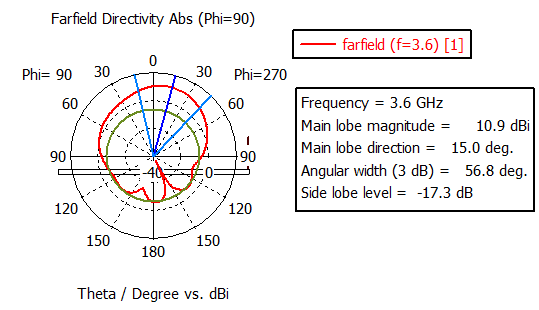 Farfield Directivity Abs (Phi=90)
farfield (f=3.6) [1]
Phi= 90
30
0
30
Phi=270
60
60
90
-40
0
90
120
120
150
150
180
Frequency = 3.6 GHz
Main lobe magnitude = 10.9 dBi
Main lobe direction = 15.0 deg.
Angular width (3 dB) = 56.8 deg.
Side lobe level = -17.3 dB
Theta / Degree vs. dBi